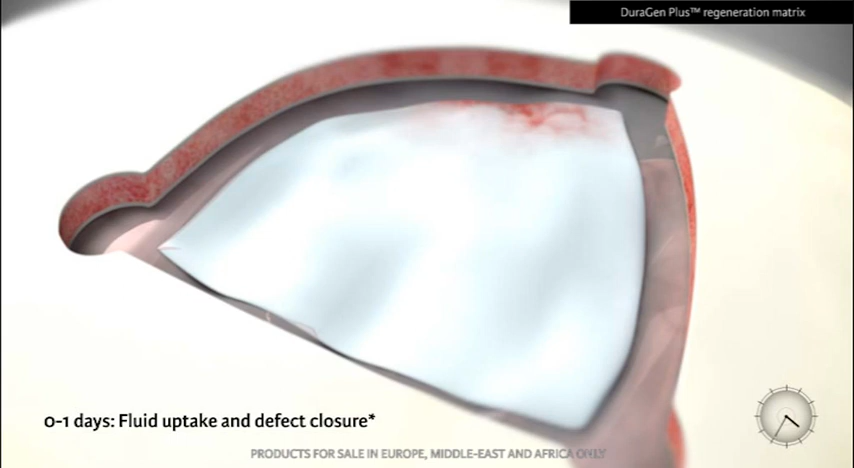 DuraGen Plus™ regeneration matrix
0-1 days: Fluid uptake and defect closure*
PRODUCTS FOR SALE IN EUROPE, MIDDLE-EAST AND AFRICA ONLY